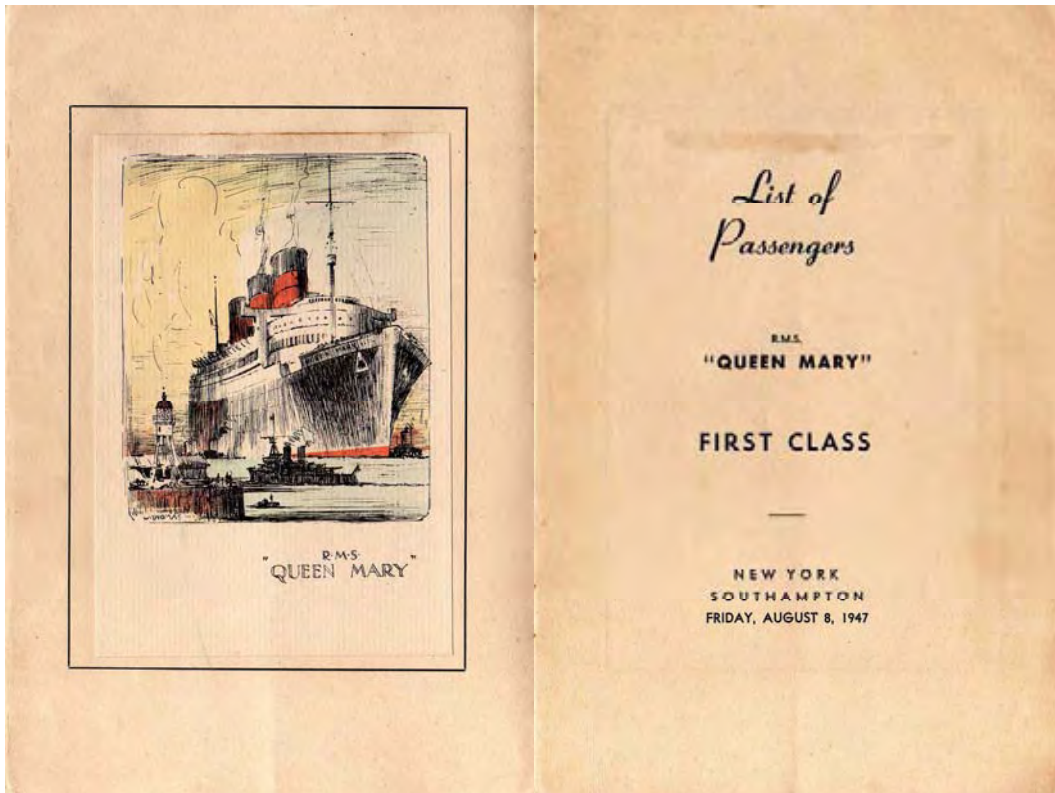 R·M·S·
"QUEEN MARY"
List of
Passengers
R.M.S.
"QUEEN MARY"
FIRST CLASS
NEW YORK
SOUTHAMPTON
FRIDAY, AUGUST 8, 1947